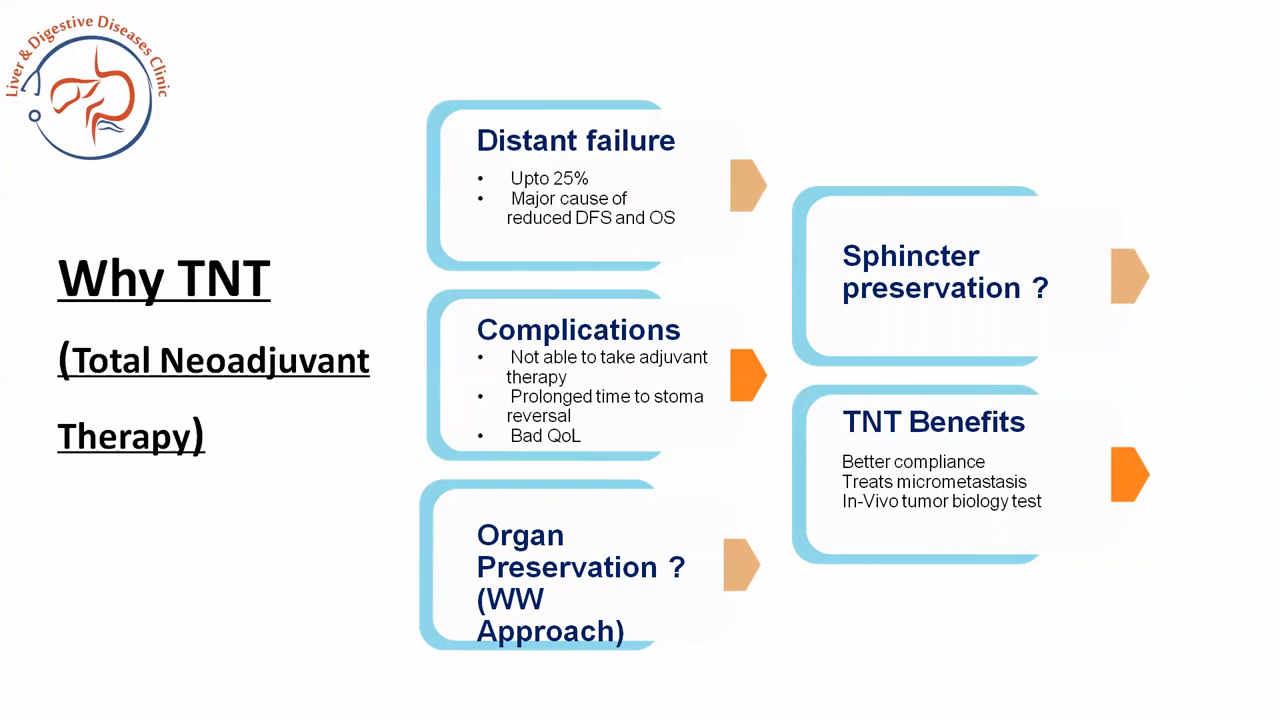 Liver & Digestive Diseases Clinic
Why TNT
(Total Neoadjuvant
Therapy)
Distant failure
• Upto 25%
• Major cause of
reduced DFS and OS
Complications
• Not able to take adjuvant
therapy
• Prolonged time to stoma
reversal
• Bad QoL
Organ
Preservation ?
(WW
Approach)
Sphincter
preservation ?
TNT Benefits
Better compliance
Treats micrometastasis
In-Vivo tumor biology test